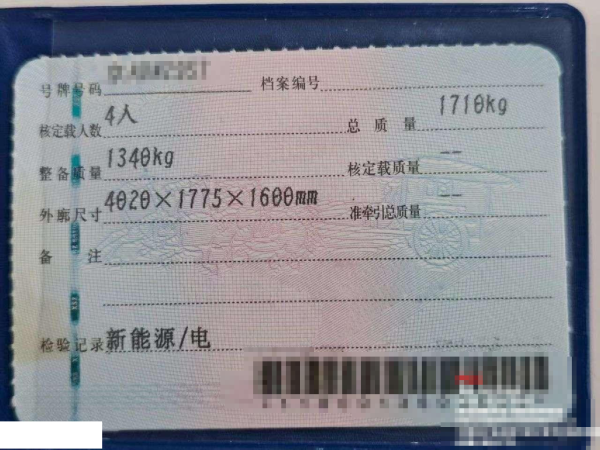 号牌号码 档案编号
核定载人数 4人 总质量 1710kg
整备质量 1340kg 核定载质量 --
外廓尺寸 4020×1775×1600mm 准牵引总质量 --
备注
检验记录 新能源/电